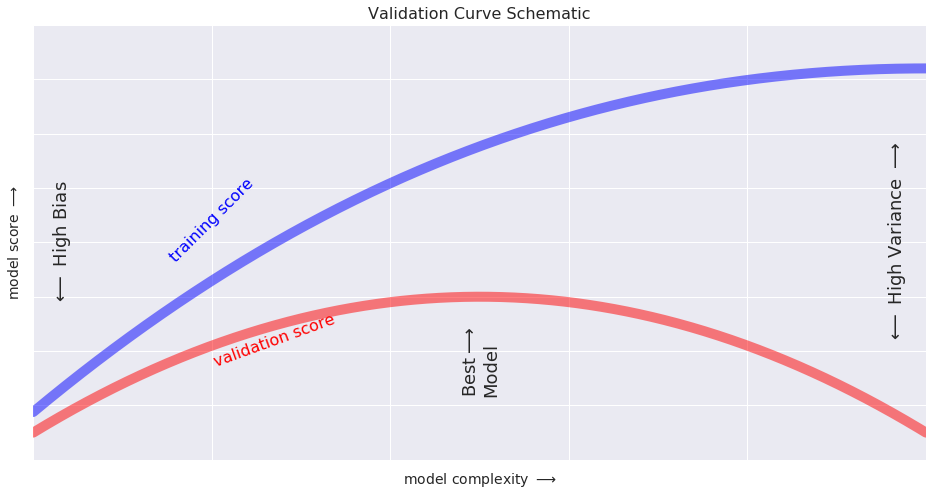 Validation Curve Schematic
model score ⟶
⟵ High Bias
training score
validation score
Best⟶
Model
⟵ High Variance ⟶
model complexity ⟶